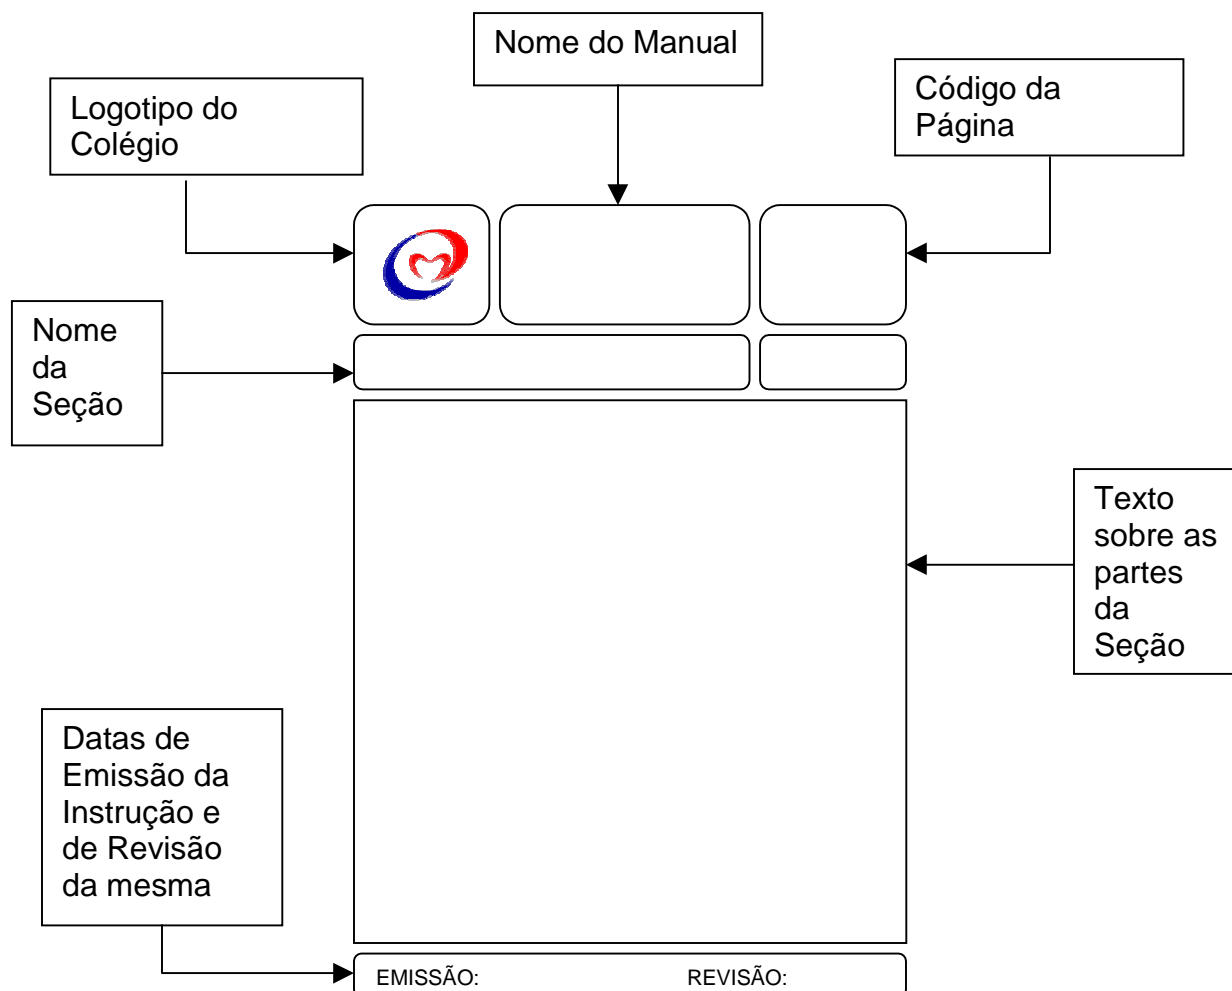 Nome do Manual
Logotipo do
Colégio
Código da
Página
Nome
da
Seção
Texto
sobre as
partes
da
Seção
Datas de
Emissão da
Instrução e
de Revisão
da mesma
EMISSÃO: REVISÃO: